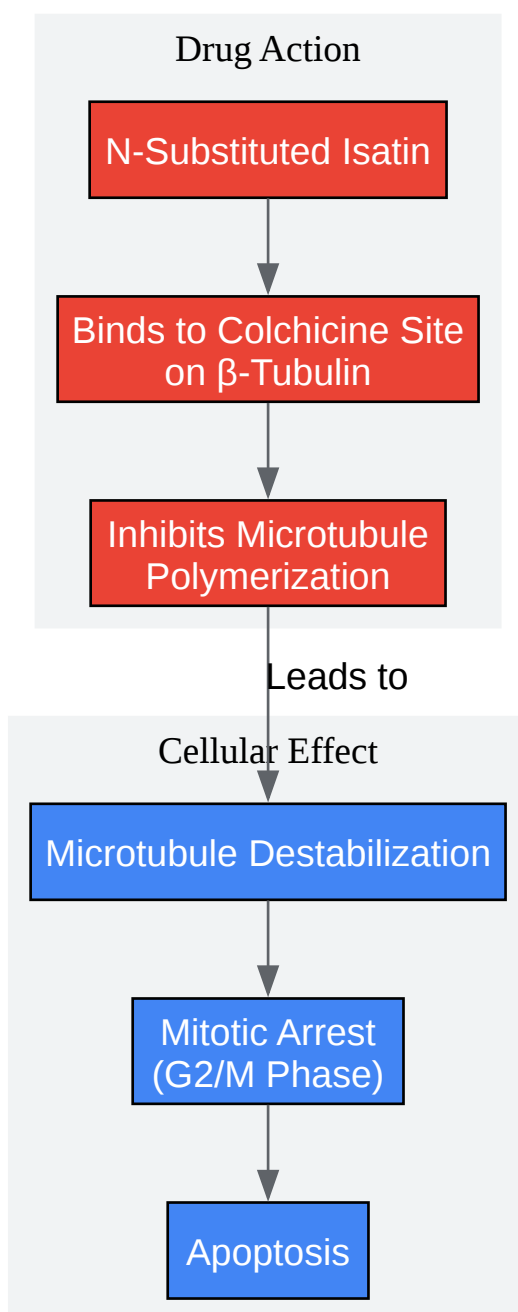 Drug Action
N-Substituted Isatin
Binds to Colchicine Site
on β-Tubulin
Inhibits Microtubule
Polymerization
Leads to
Cellular Effect
Microtubule Destabilization
Mitotic Arrest
(G2/M Phase)
Apoptosis